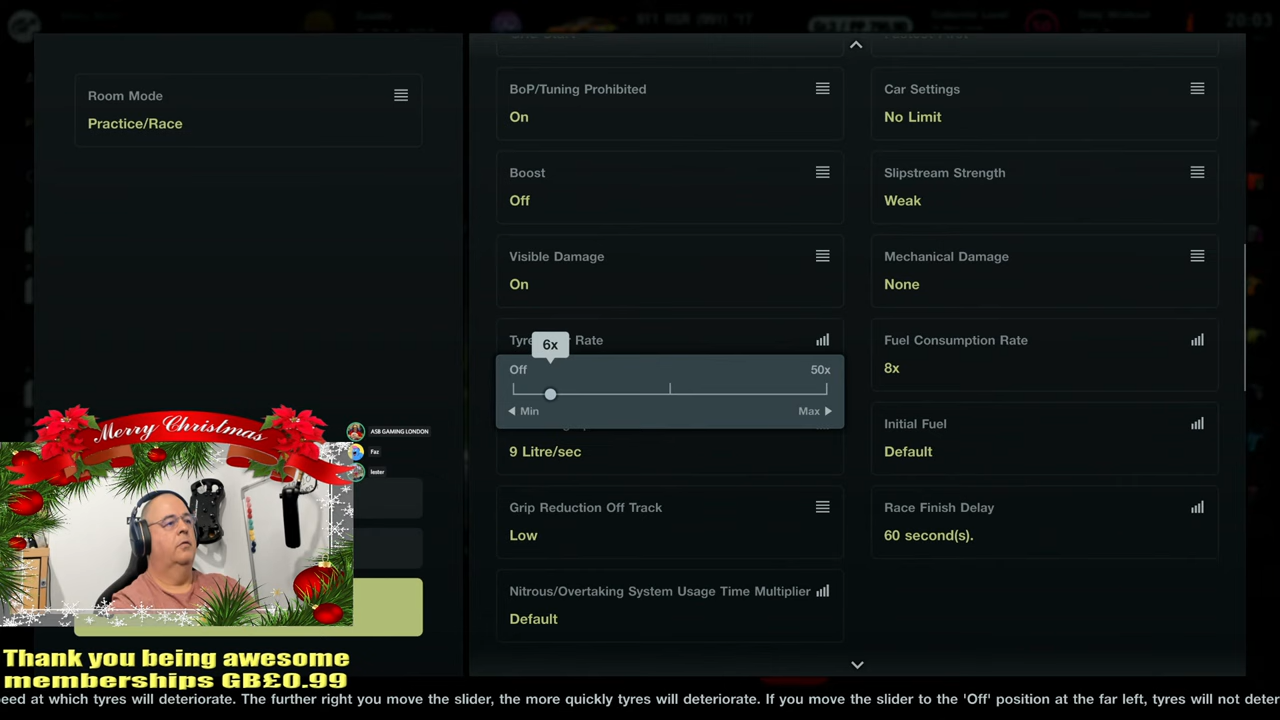 20:03
Room Mode
Practice/Race
BoP/Tuning Prohibited
On
Car Settings
No Limit
Boost
Off
Slipstream Strength
Weak
Visible Damage
On
Mechanical Damage
None
Tyre Rate
6x
Off
50x
Min
Max
Fuel Consumption Rate
8x
9 Litre/sec
Initial Fuel
Default
Grip Reduction Off Track
Low
Race Finish Delay
60 second(s).
Nitrous/Overtaking System Usage Time Multiplier
Default
Merry Christmas
ASB GAMING LONDON
Faz
lester
Thank you being awesome
memberships GB£0.99
eed at which tyres will deteriorate. The further right you move the slider, the more quickly tyres will deteriorate. If you move the slider to the 'Off' position at the far left, tyres will not deter